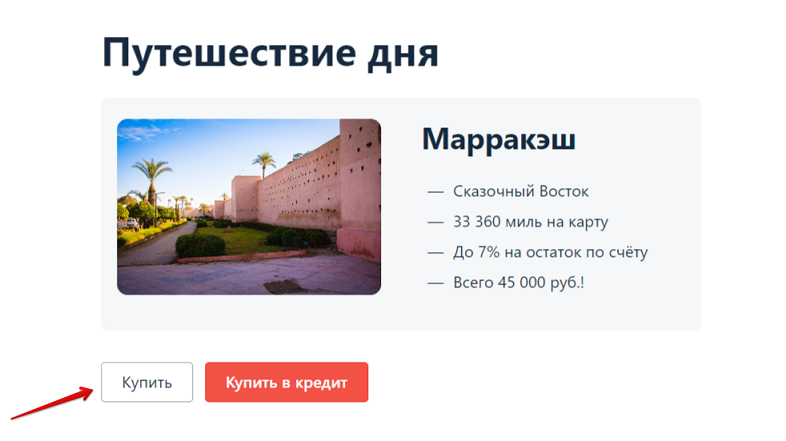 Путешествие дня
Марракэш
— Сказочный Восток
— 33 360 миль на карту
— До 7% на остаток по счёту
— Всего 45 000 руб.!
Купить
Купить в кредит